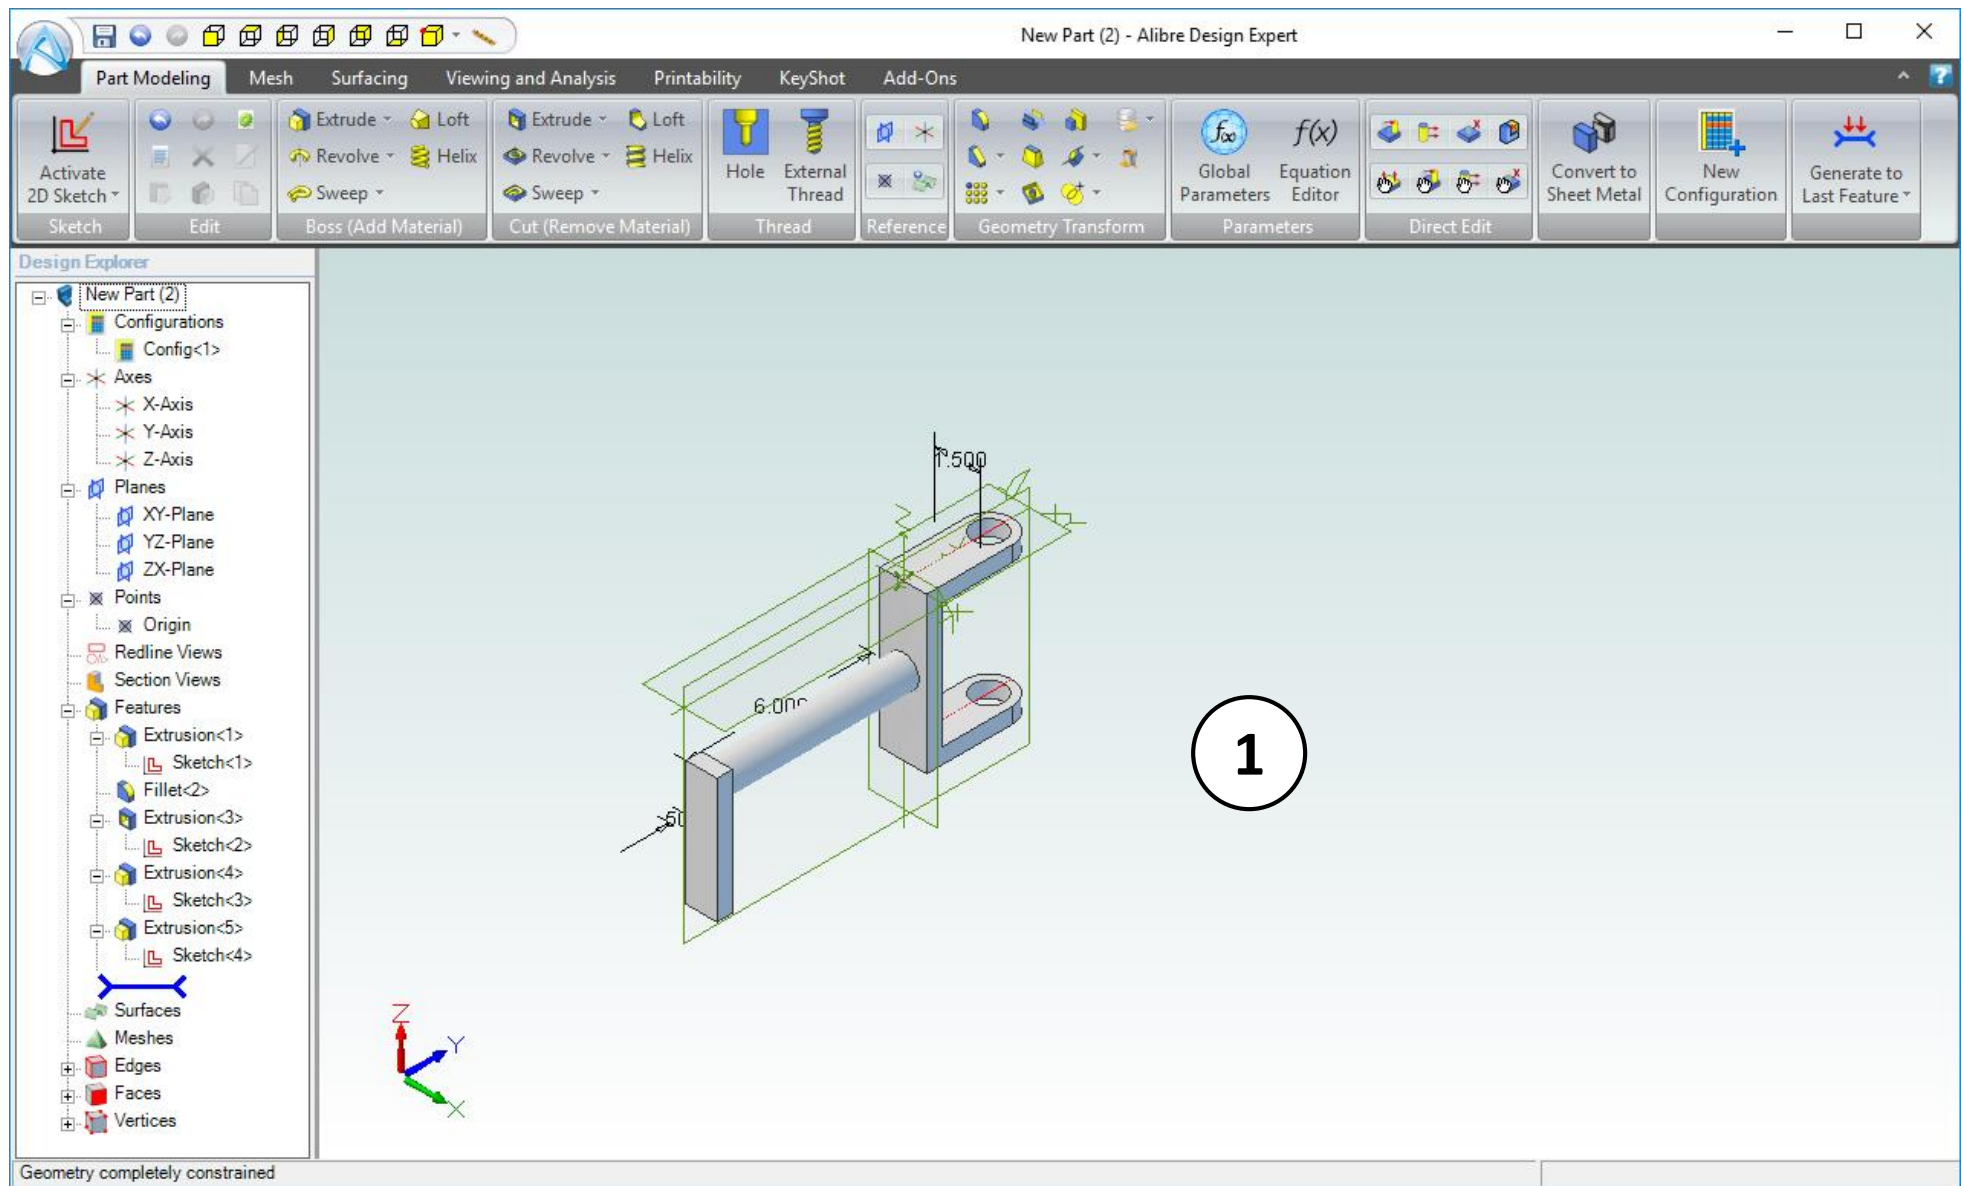 New Part (2) - Alibre Design Expert
Part Modeling Mesh Surfacing Viewing and Analysis Printability KeyShot Add-Ons
Activate 2D Sketch
Sketch
Edit
Extrude Loft
Revolve Helix
Sweep
Boss (Add Material)
Extrude Loft
Revolve Helix
Sweep
Cut (Remove Material)
Hole External Thread
Thread
Reference
Geometry Transform
f∞ f(x)
Global Parameters Equation Editor
Parameters
Direct Edit
Convert to Sheet Metal
New Configuration
Generate to Last Feature
Design Explorer
New Part (2)
Configurations
Config<1>
Axes
X-Axis
Y-Axis
Z-Axis
Planes
XY-Plane
YZ-Plane
ZX-Plane
Points
Origin
Redline Views
Section Views
Features
Extrusion<1>
Sketch<1>
Fillet<2>
Extrusion<3>
Sketch<2>
Extrusion<4>
Sketch<3>
Extrusion<5>
Sketch<4>
Surfaces
Meshes
Edges
Faces
Vertices
1.500
6.000
1
Z
Y
X
Geometry completely constrained